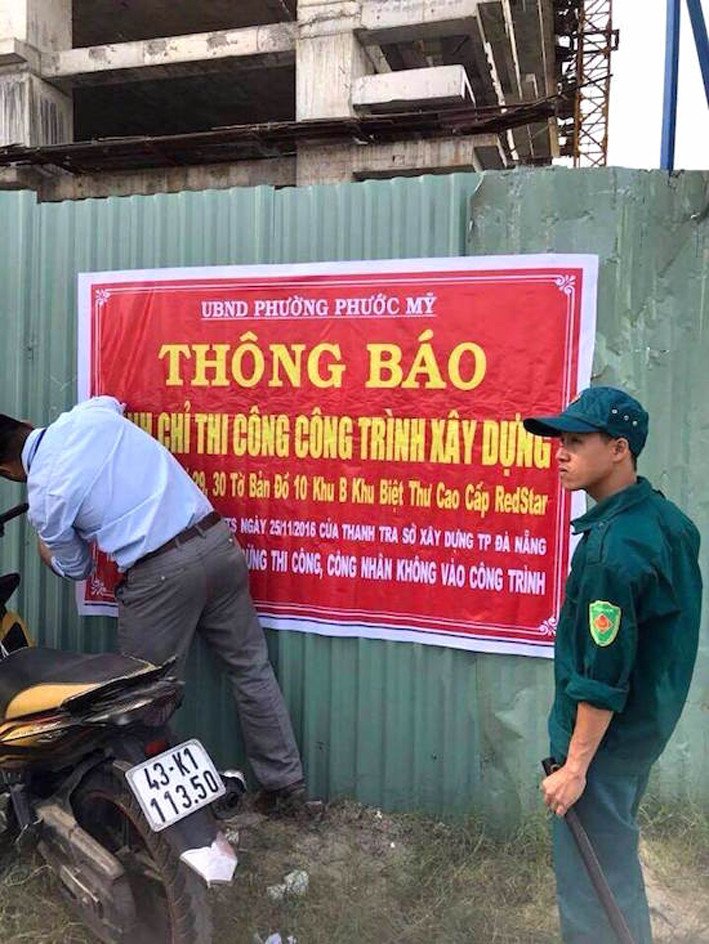 UBND PHƯỜNG PHƯỚC MỸ
THÔNG BÁO
CHỈ THI CÔNG CÔNG TRÌNH XÂY DỰNG
29, 30 Tờ Bản Đồ 10 Khu B Khu Biệt Thư Cao Cấp RedStar
NGÀY 25/11/2016 CỦA THANH TRA SỞ XÂY DƯNG TP ĐÀ NẴNG
THI CÔNG, CÔNG NHÂN KHÔNG VÀO CÔNG TRÌNH
43-K1
113.50